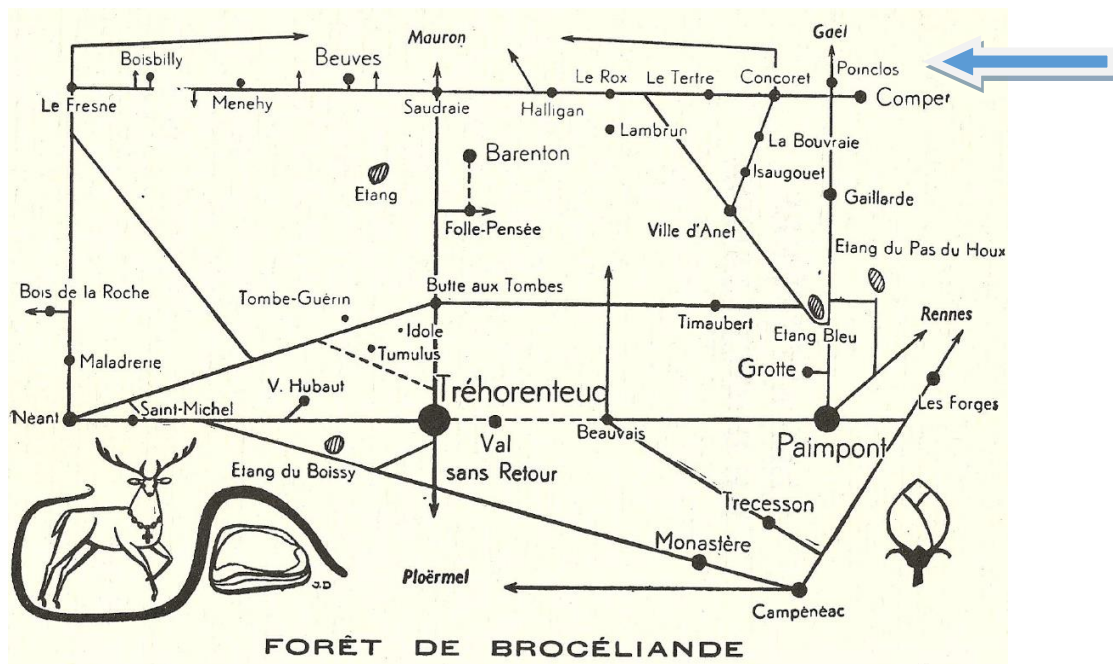 Mauron
Gaël
Boisbilly
Beuves
Poinclos
Le Rox
Le Tertre
Concoret
Le Fresne
Menehy
Saudraie
Halligan
Comper
Lambrun
La Bouvraie
Barenton
Isaugouet
Etang
Gaillarde
Folle-Pensée
Ville d'Anet
Etang du Pas du Houx
Bois de la Roche
Tombe-Guérin
Butte aux Tombes
Rennes
Idole
Timaubert
Etang Bleu
Tumulus
Maladrerie
Grotte
V. Hubaut
Tréhorenteuc
Néant
Saint-Michel
Les Forges
Val
sans Retour
Beauvais
Paimpont
Etang du Boissy
Trecesson
Monastère
Ploërmel
J.D
Campénéac
FORÊT DE BROCÉLIANDE